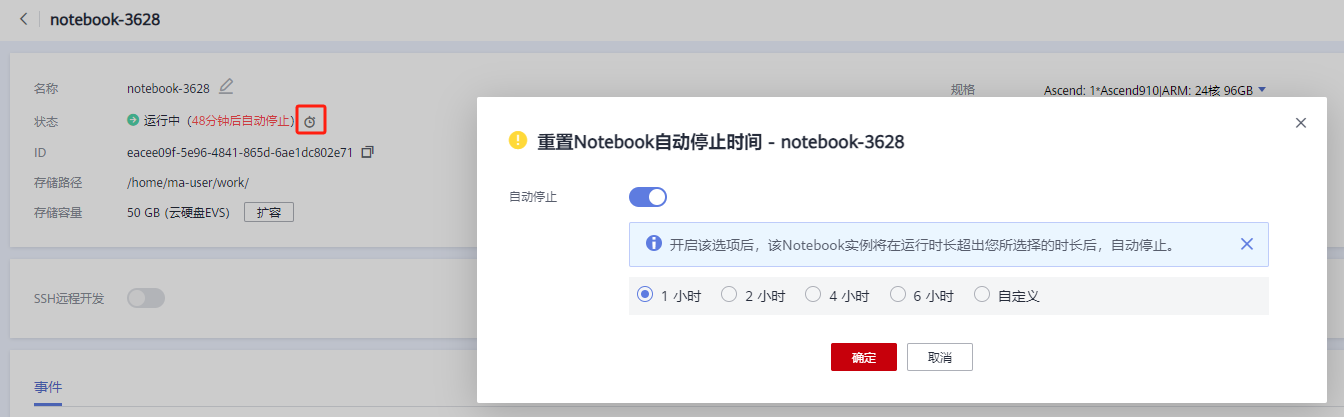 notebook-3628
名称 notebook-3628
规格 Ascend: 1*Ascend910|ARM: 24核 96GB
状态 运行中（48分钟后自动停止）
ID eacee09f-5e96-4841-865d-6ae1dc802e71
存储路径 /home/ma-user/work/
存储容量 50 GB (云硬盘EVS) 扩容
SSH远程开发
事件
重置Notebook自动停止时间 - notebook-3628
自动停止
开启该选项后，该Notebook实例将在运行时长超出您所选择的时长后，自动停止。
1 小时 2 小时 4 小时 6 小时 自定义
确定 取消